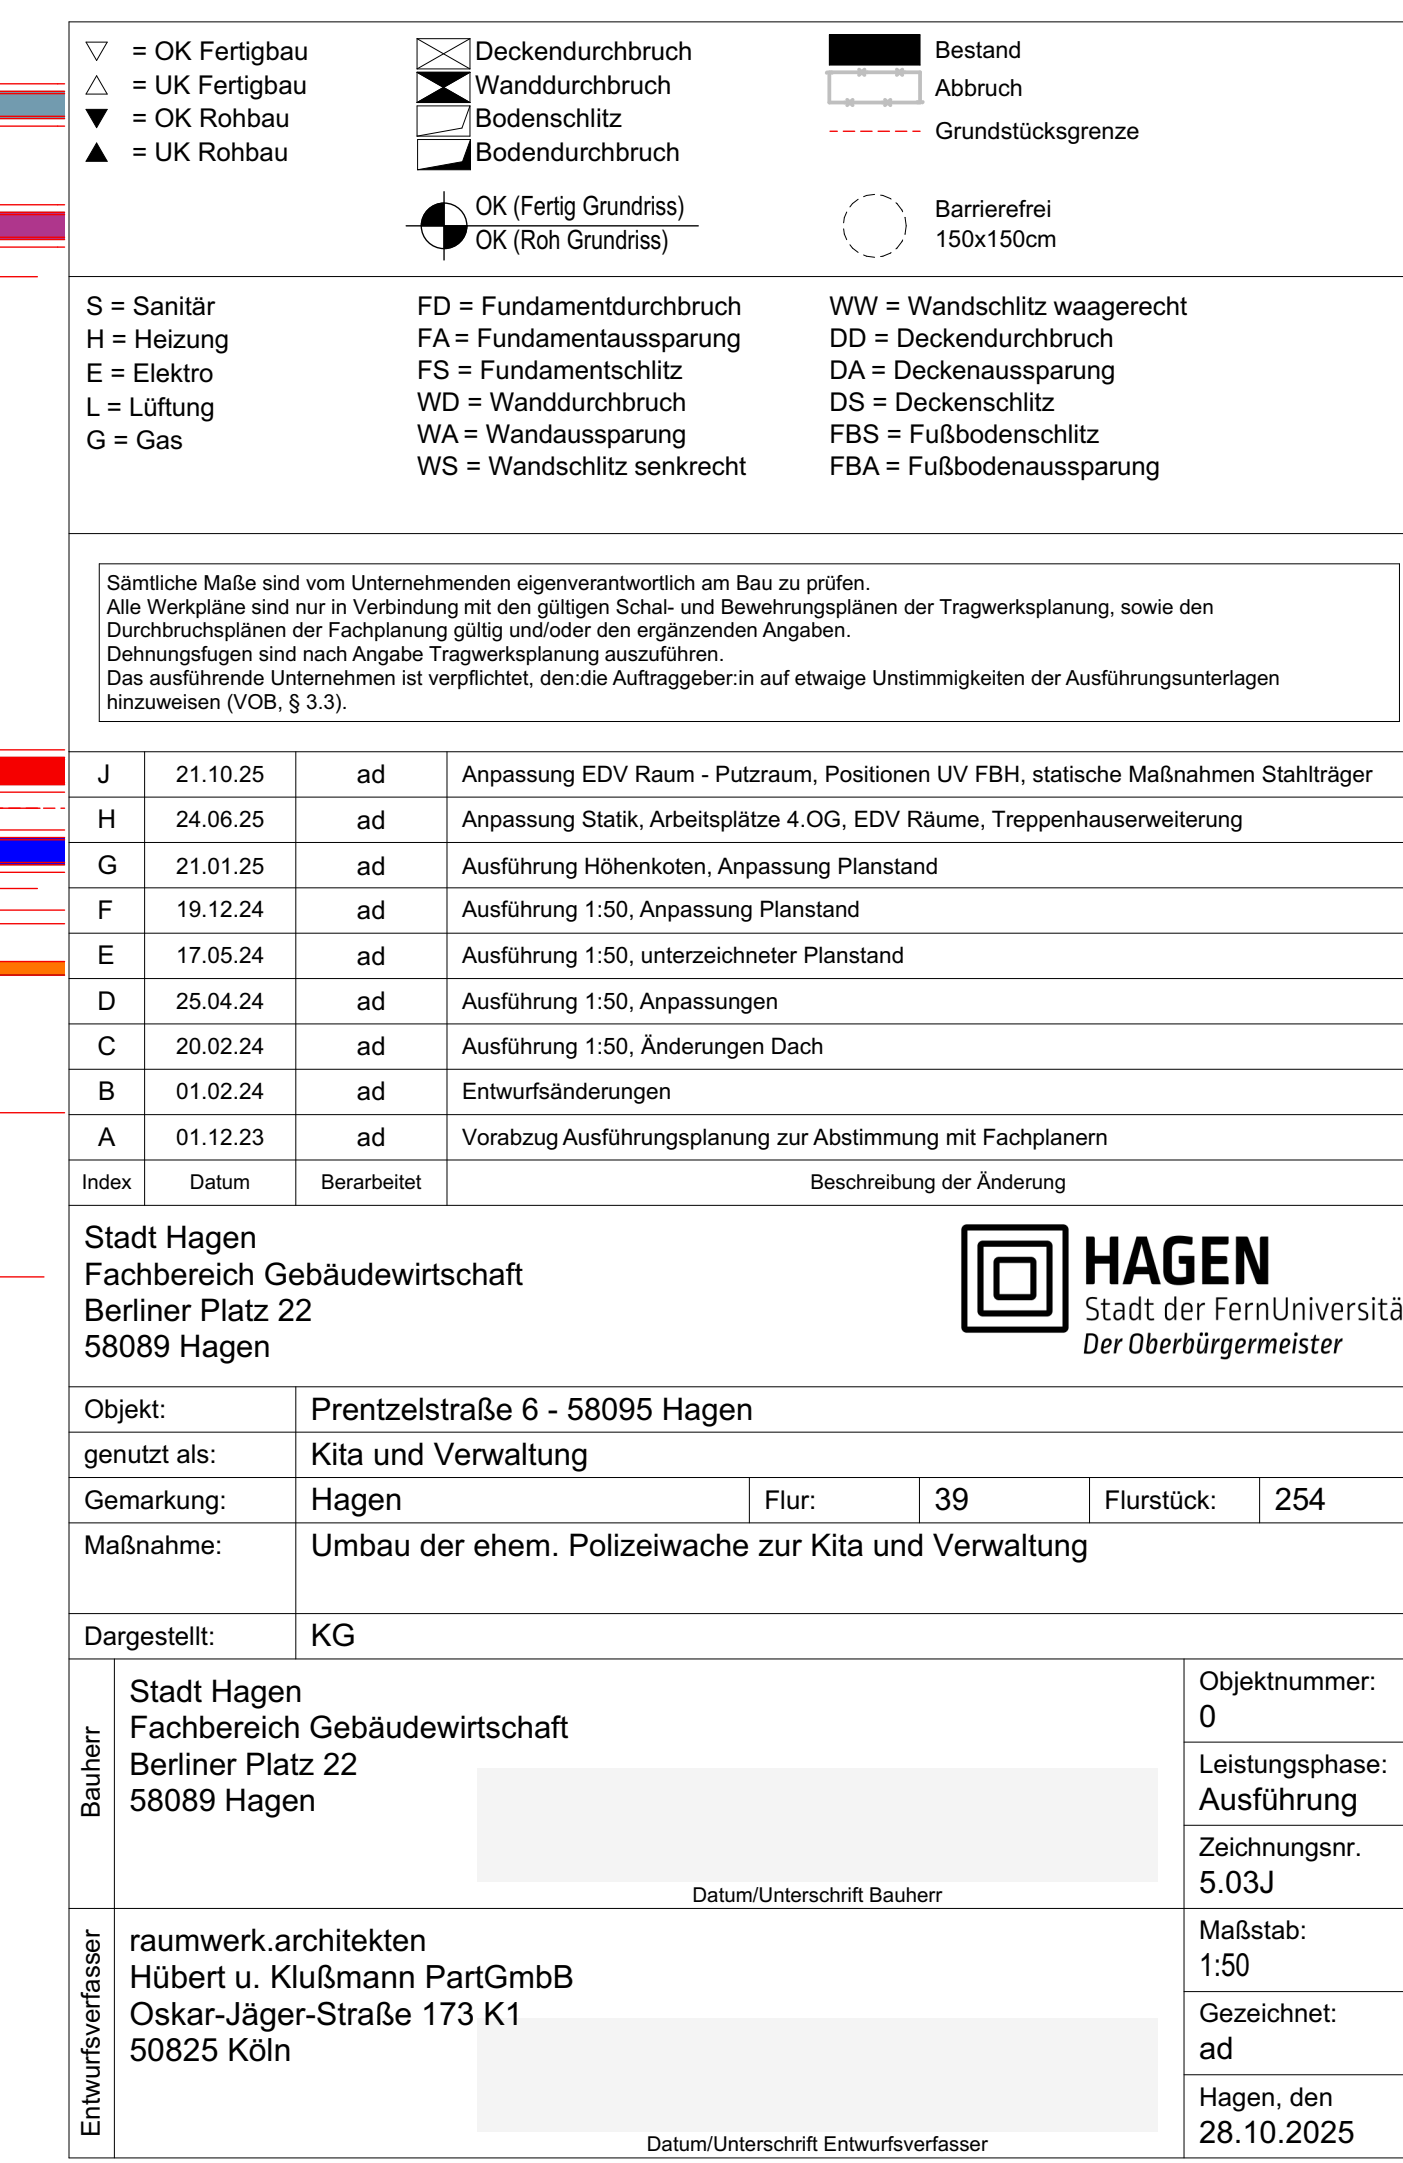 = OK Fertigbau
= UK Fertigbau
= OK Rohbau
= UK Rohbau
Deckendurchbruch
Wanddurchbruch
Bodenschlitz
Bodendurchbruch
OK (Fertig Grundriss)
OK (Roh Grundriss)
Bestand
Abbruch
Grundstücksgrenze
Barrierefrei
150x150cm
S = Sanitär
H = Heizung
E = Elektro
L = Lüftung
G = Gas
FD = Fundamentdurchbruch
FA = Fundamentaussparung
FS = Fundamentschlitz
WD = Wanddurchbruch
WA = Wandaussparung
WS = Wandschlitz senkrecht
WW = Wandschlitz waagerecht
DD = Deckendurchbruch
DA = Deckenaussparung
DS = Deckenschlitz
FBS = Fußbodenschlitz
FBA = Fußbodenaussparung
Sämtliche Maße sind vom Unternehmenden eigenverantwortlich am Bau zu prüfen.
Alle Werkpläne sind nur in Verbindung mit den gültigen Schal- und Bewehrungsplänen der Tragwerksplanung, sowie den
Durchbruchsplänen der Fachplanung gültig und/oder den ergänzenden Angaben.
Dehnungsfugen sind nach Angabe Tragwerksplanung auszuführen.
Das ausführende Unternehmen ist verpflichtet, den:die Auftraggeber:in auf etwaige Unstimmigkeiten der Ausführungsunterlagen
hinzuweisen (VOB, § 3.3).
J 21.10.25 ad Anpassung EDV Raum - Putzraum, Positionen UV FBH, statische Maßnahmen Stahlträger
H 24.06.25 ad Anpassung Statik, Arbeitsplätze 4.OG, EDV Räume, Treppenhauserweiterung
G 21.01.25 ad Ausführung Höhenkoten, Anpassung Planstand
F 19.12.24 ad Ausführung 1:50, Anpassung Planstand
E 17.05.24 ad Ausführung 1:50, unterzeichneter Planstand
D 25.04.24 ad Ausführung 1:50, Anpassungen
C 20.02.24 ad Ausführung 1:50, Änderungen Dach
B 01.02.24 ad Entwurfsänderungen
A 01.12.23 ad Vorabzug Ausführungsplanung zur Abstimmung mit Fachplanern
Index Datum Berarbeitet Beschreibung der Änderung
Stadt Hagen
Fachbereich Gebäudewirtschaft
Berliner Platz 22
58089 Hagen
HAGEN
Stadt der FernUniversitä
Der Oberbürgermeister
Objekt: Prentzelstraße 6 - 58095 Hagen
genutzt als: Kita und Verwaltung
Gemarkung: Hagen Flur: 39 Flurstück: 254
Maßnahme: Umbau der ehem. Polizeiwache zur Kita und Verwaltung
Dargestellt: KG
Bauherr
Stadt Hagen
Fachbereich Gebäudewirtschaft
Berliner Platz 22
58089 Hagen
Datum/Unterschrift Bauherr
Objektnummer:
0
Leistungsphase:
Ausführung
Zeichnungsnr.
5.03J
Entwurfsverfasser
raumwerk.architekten
Hübert u. Klußmann PartGmbB
Oskar-Jäger-Straße 173 K1
50825 Köln
Datum/Unterschrift Entwurfsverfasser
Maßstab:
1:50
Gezeichnet:
ad
Hagen, den
28.10.2025